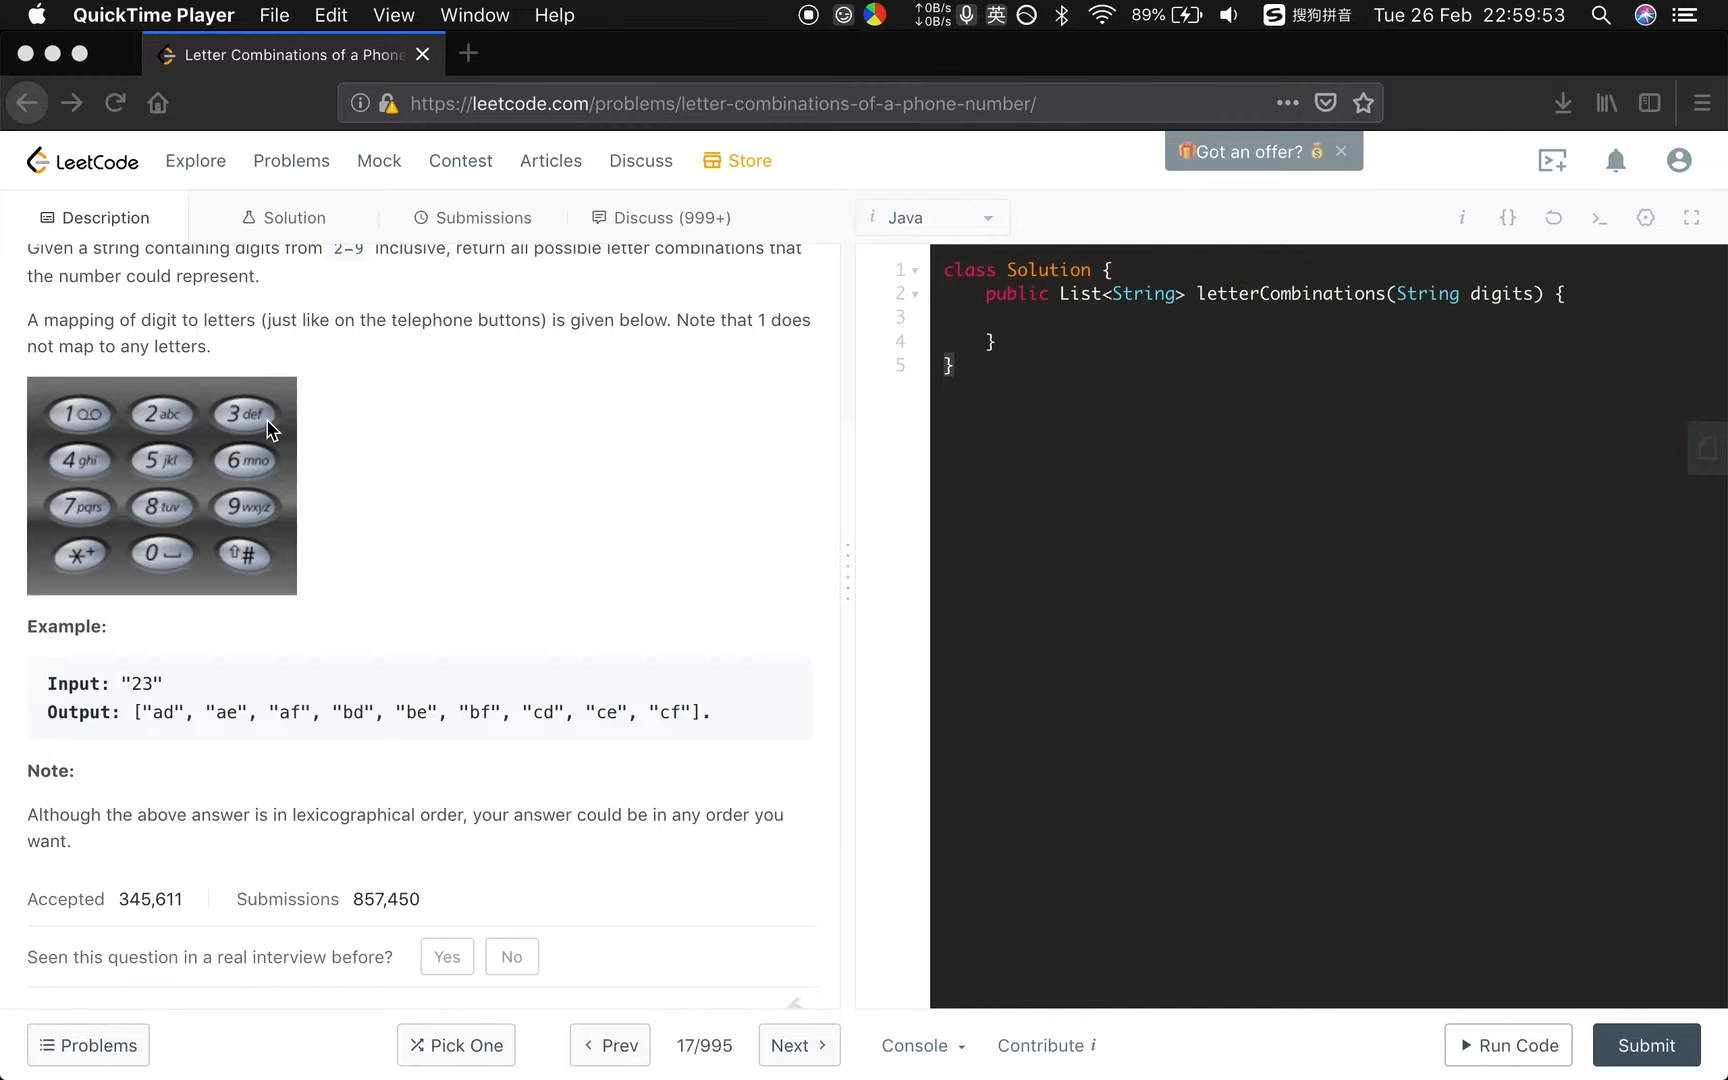 QuickTime Player File Edit View Window Help ↑0B/s ↓0B/s 英 89% 搜狗拼音 Tue 26 Feb 22:59:53
Letter Combinations of a Phone
https://leetcode.com/problems/letter-combinations-of-a-phone-number/
LeetCode Explore Problems Mock Contest Articles Discuss Store Got an offer? ×
Description Solution Submissions Discuss (999+)
Given a string containing digits from 2-9 inclusive, return all possible letter combinations that
the number could represent.
A mapping of digit to letters (just like on the telephone buttons) is given below. Note that 1 does
not map to any letters.
1 2 abc 3 def
4 ghi 5 jkl 6 mno
7 pqrs 8 tuv 9 wxyz
*+ 0 #
Example:
Input: "23"
Output: ["ad", "ae", "af", "bd", "be", "bf", "cd", "ce", "cf"].
Note:
Although the above answer is in lexicographical order, your answer could be in any order you
want.
Accepted 345,611 Submissions 857,450
Seen this question in a real interview before? Yes No
i Java i {}
1 class Solution {
2 public List<String> letterCombinations(String digits) {
3
4 }
5 }
Problems Pick One Prev 17/995 Next Console Contribute i Run Code Submit